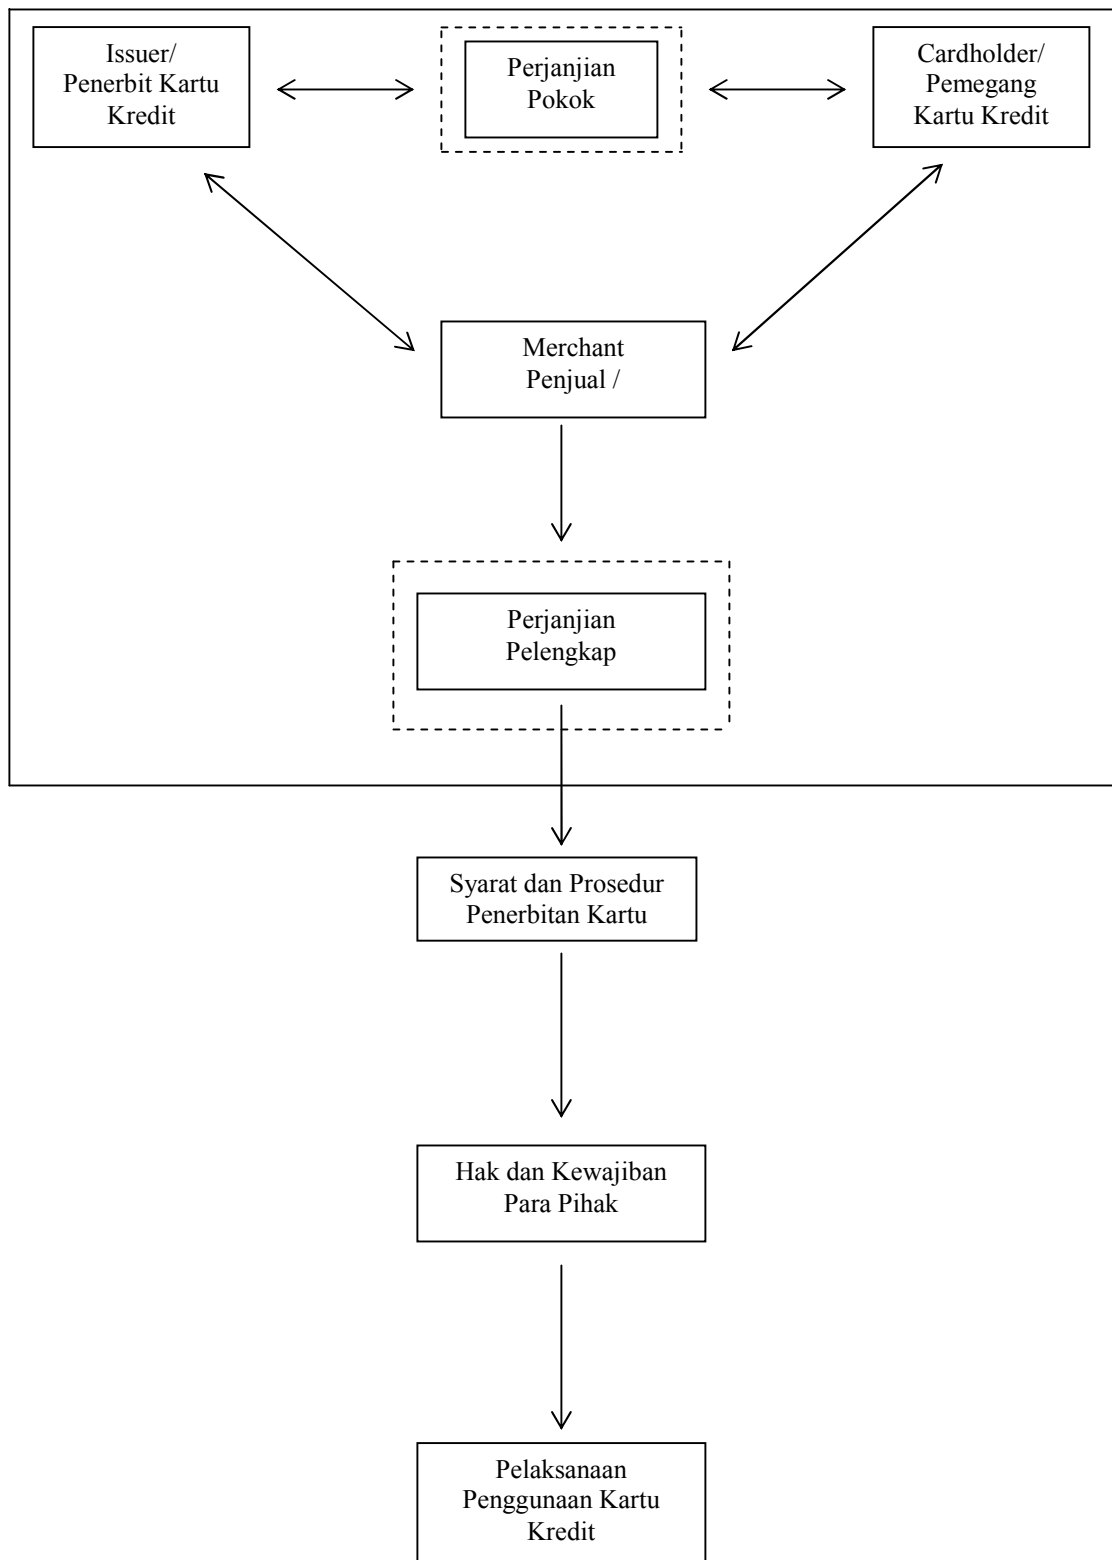 Issuer/
Penerbit Kartu
Kredit
Perjanjian
Pokok
Cardholder/
Pemegang
Kartu Kredit
Merchant
Penjual /
Perjanjian
Pelengkap
Syarat dan Prosedur
Penerbitan Kartu
Hak dan Kewajiban
Para Pihak
Pelaksanaan
Penggunaan Kartu
Kredit